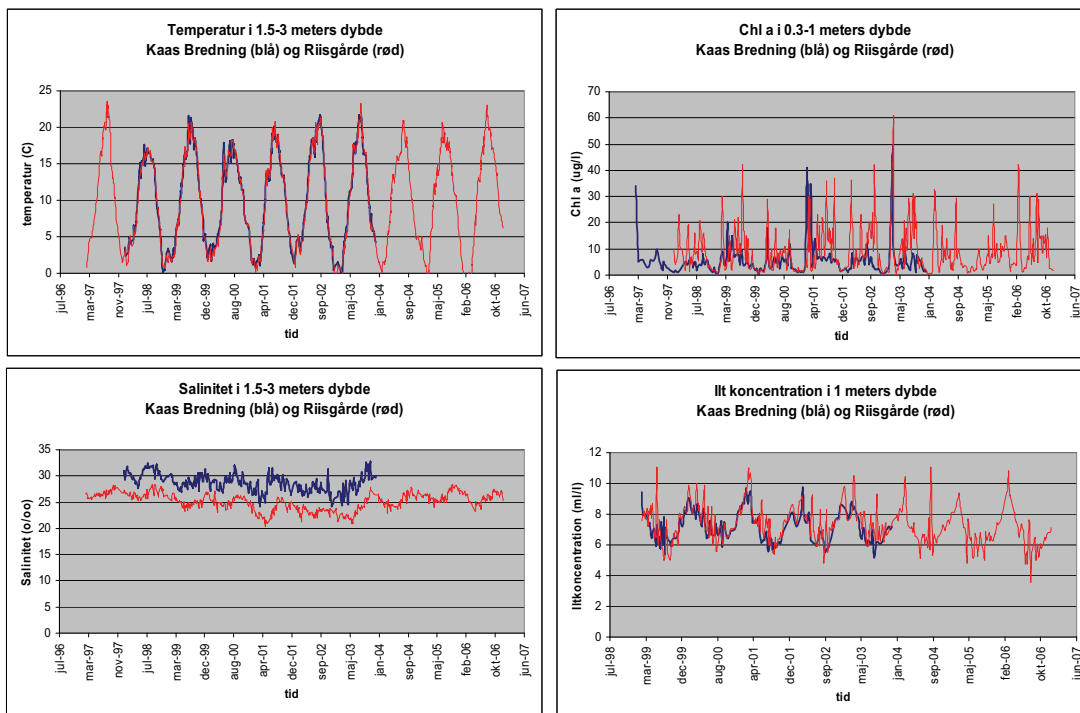 Temperatur i 1.5-3 meters dybde
Kaas Bredning (blå) og Riisgårde (rød)
temperatur (C)
25
20
15
10
5
0
jul-96
mar-97
nov-97
jul-98
mar-99
dec-99
aug-00
apr-01
dec-01
sep-02
maj-03
jan-04
sep-04
maj-05
feb-06
okt-06
jun-07
tid
Chl a i 0.3-1 meters dybde
Kaas Bredning (blå) og Riisgårde (rød)
Chl a (ug/l)
70
60
50
40
30
20
10
0
jul-96
mar-97
nov-97
jul-98
mar-99
dec-99
aug-00
apr-01
dec-01
sep-02
maj-03
jan-04
sep-04
maj-05
feb-06
okt-06
jun-07
tid
Salinitet i 1.5-3 meters dybde
Kaas Bredning (blå) og Riisgårde (rød)
Salinitet (o/oo)
35
30
25
20
15
10
5
0
jul-96
mar-97
nov-97
jul-98
mar-99
dec-99
aug-00
apr-01
dec-01
sep-02
maj-03
jan-04
sep-04
maj-05
feb-06
okt-06
jun-07
tid
Ilt koncentration i 1 meters dybde
Kaas Bredning (blå) og Riisgårde (rød)
Iltkoncentration (ml/l)
12
10
8
6
4
2
0
jul-98
mar-99
dec-99
aug-00
apr-01
dec-01
sep-02
maj-03
jan-04
sep-04
maj-05
feb-06
okt-06
jun-07
tid